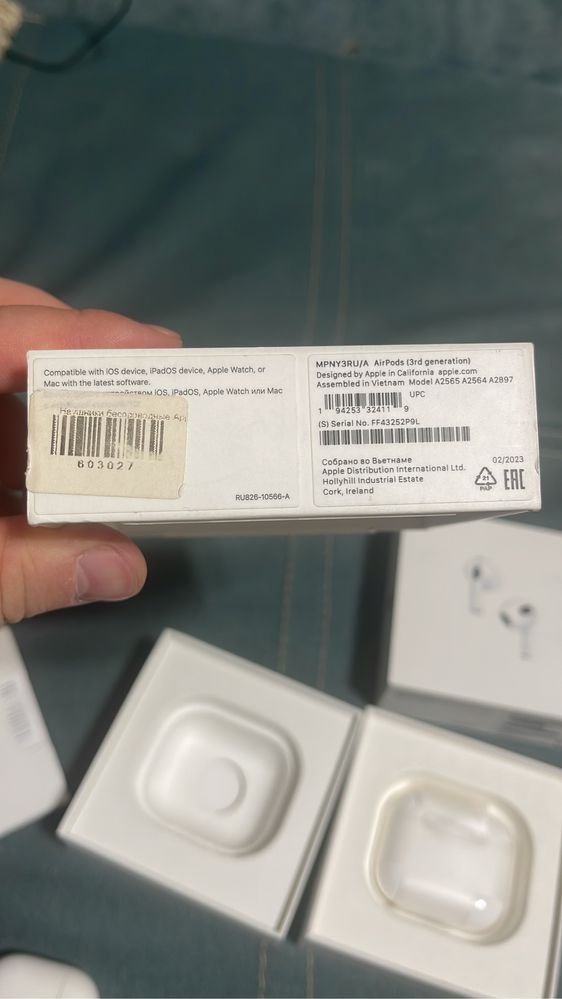 Compatible with iOS device, iPadOS device, Apple Watch, or
Mac with the latest software.
iOS, iPadOS, Apple Watch или Mac
Наушники беспроводные Ap
603027
RU826-10566-A
MPNY3RU/A AirPods (3rd generation)
Designed by Apple in California apple.com
Assembled in Vietnam Model A2565 A2564 A2897
UPC
1 94253 32411 9
(S) Serial No. FF43252P9L
Собрано во Вьетнаме
Apple Distribution International Ltd.
Hollyhill Industrial Estate
Cork, Ireland
02/2023
21
PAP
EAC